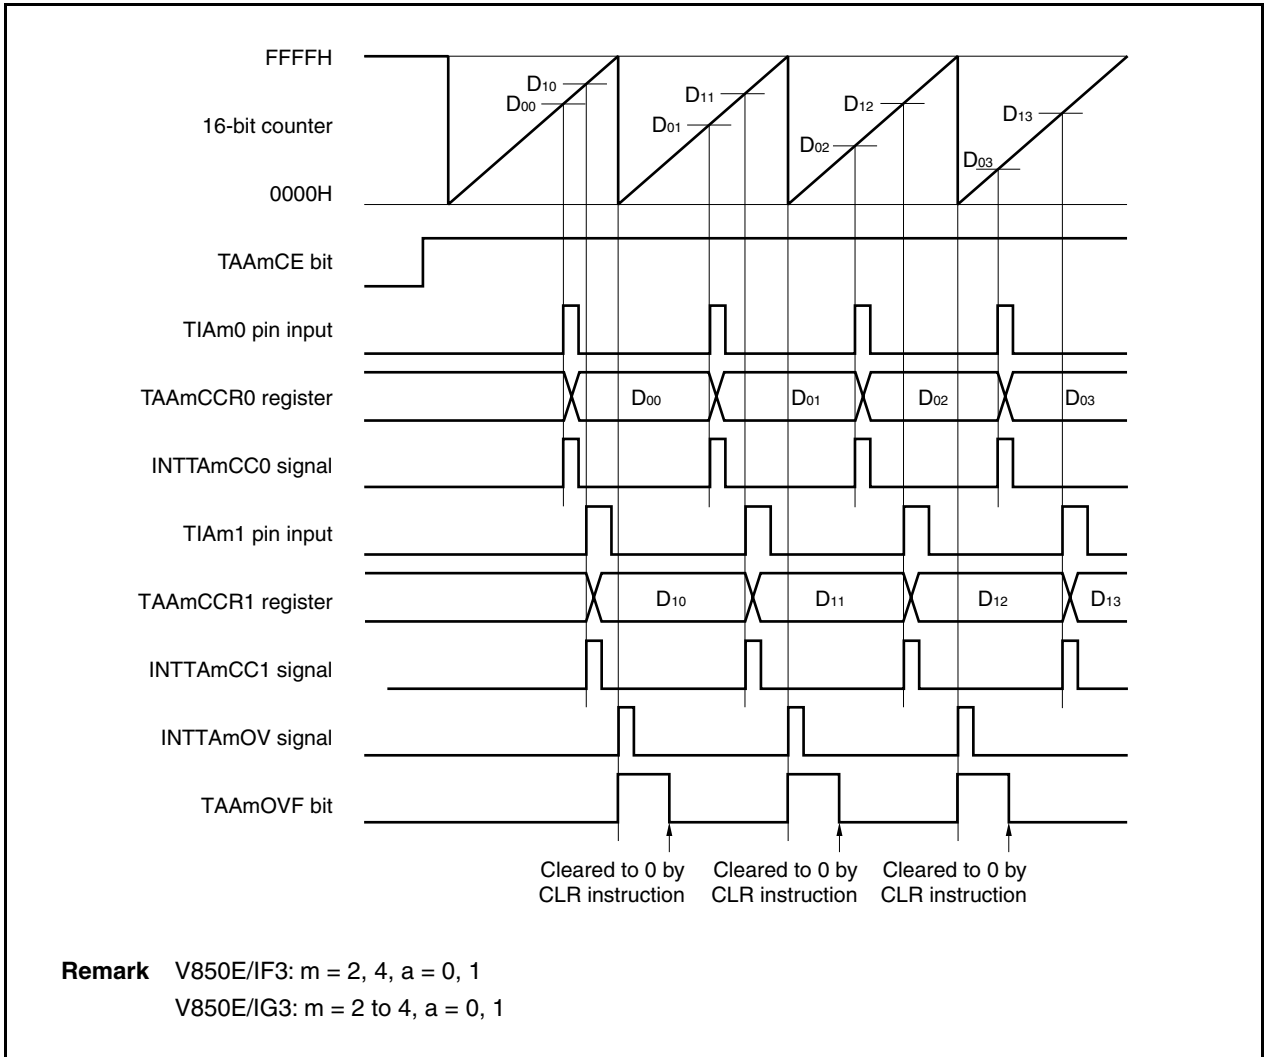 FFFFH
D10
D00
D11
D01
D12
D02
D13
D03
16-bit counter
0000H
TAAmCE bit
TIAm0 pin input
TAAmCCR0 register
D00
D01
D02
D03
INTTAmCC0 signal
TIAm1 pin input
TAAmCCR1 register
D10
D11
D12
D13
INTTAmCC1 signal
INTTAmOV signal
TAAmOVF bit
Cleared to 0 by
CLR instruction
Cleared to 0 by
CLR instruction
Cleared to 0 by
CLR instruction
Remark V850E/IF3: m = 2, 4, a = 0, 1
V850E/IG3: m = 2 to 4, a = 0, 1